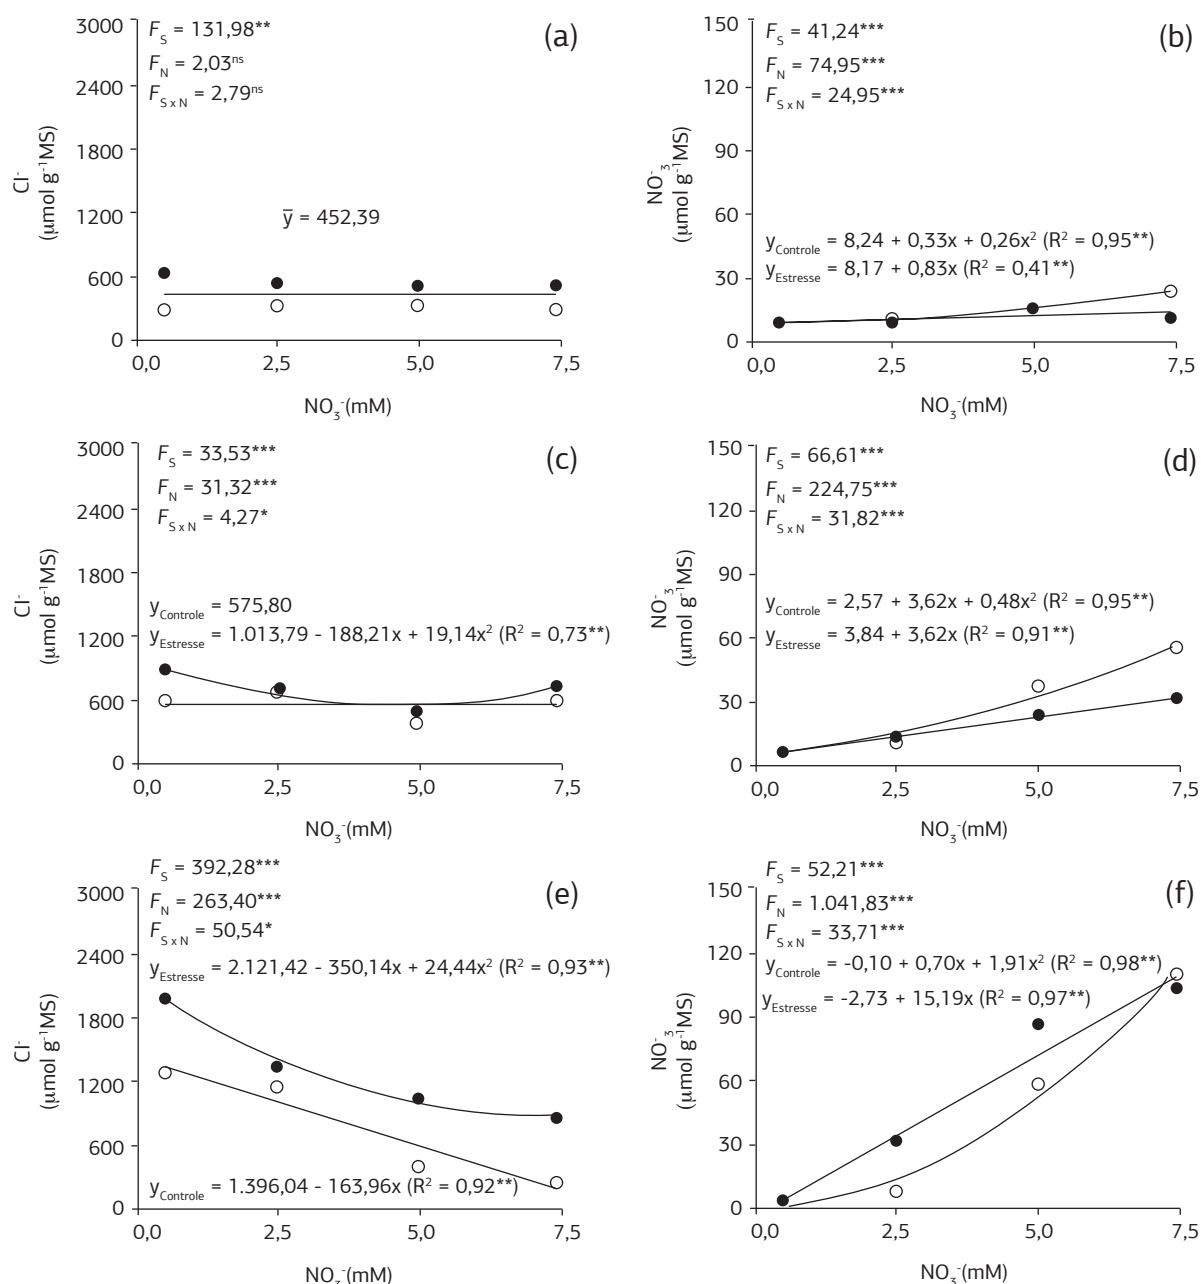 3000
2400
1800
1200
600
0
Cl⁻
(μmol g⁻¹MS)
F_S = 131,98**
F_N = 2,03ⁿˢ
F_S x N = 2,79ⁿˢ
(a)
ȳ = 452,39
0,0 2,5 5,0 7,5
NO₃⁻(mM)
150
120
90
60
30
0
NO₃⁻
(μmol g⁻¹MS)
F_S = 41,24***
F_N = 74,95***
F_S x N = 24,95***
(b)
y_Controle = 8,24 + 0,33x + 0,26x² (R² = 0,95**)
y_Estresse = 8,17 + 0,83x (R² = 0,41**)
0,0 2,5 5,0 7,5
NO₃⁻(mM)
3000
2400
1800
1200
600
0
Cl⁻
(μmol g⁻¹MS)
F_S = 33,53***
F_N = 31,32***
F_S x N = 4,27*
(c)
y_Controle = 575,80
y_Estresse = 1.013,79 - 188,21x + 19,14x² (R² = 0,73**)
0,0 2,5 5,0 7,5
NO₃⁻(mM)
150
120
90
60
30
0
NO₃⁻
(μmol g⁻¹MS)
F_S = 66,61***
F_N = 224,75***
F_S x N = 31,82***
(d)
y_Controle = 2,57 + 3,62x + 0,48x² (R² = 0,95**)
y_Estresse = 3,84 + 3,62x (R² = 0,91**)
0,0 2,5 5,0 7,5
NO₃⁻(mM)
3000
2400
1800
1200
600
0
Cl⁻
(μmol g⁻¹MS)
F_S = 392,28***
F_N = 263,40***
F_S x N = 50,54*
(e)
y_Estresse = 2.121,42 - 350,14x + 24,44x² (R² = 0,93**)
y_Controle = 1.396,04 - 163,96x (R² = 0,92**)
0,0 2,5 5,0 7,5
NO₃⁻(mM)
150
120
90
60
30
0
NO₃⁻
(μmol g⁻¹MS)
F_S = 52,21***
F_N = 1.041,83***
F_S x N = 33,71***
(f)
y_Controle = -0,10 + 0,70x + 1,91x² (R² = 0,98**)
y_Estresse = -2,73 + 15,19x (R² = 0,97**)
0,0 2,5 5,0 7,5
NO₃⁻(mM)